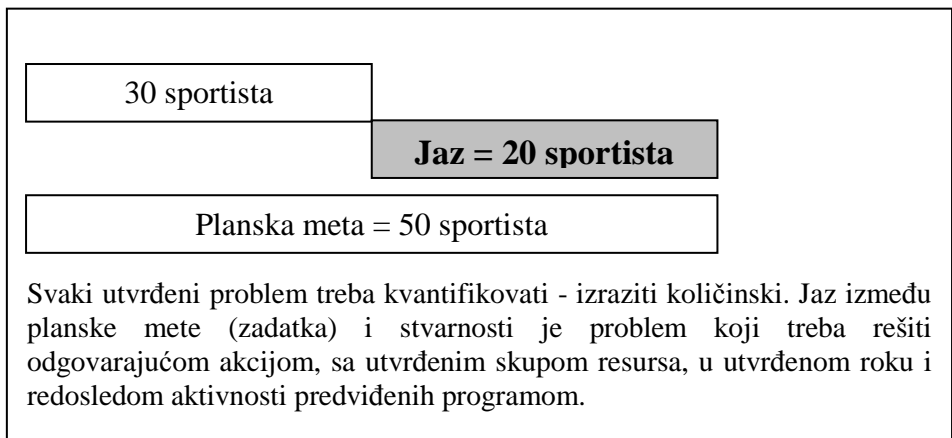 30 sportista
Jaz = 20 sportista
Planska meta = 50 sportista
Svaki utvrđeni problem treba kvantifikovati - izraziti količinski. Jaz između
planske mete (zadatka) i stvarnosti je problem koji treba rešiti
odgovarajućom akcijom, sa utvrđenim skupom resursa, u utvrđenom roku i
redosledom aktivnosti predviđenih programom.